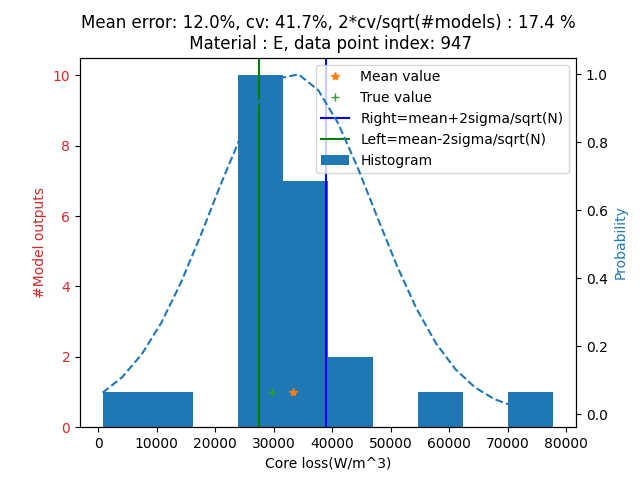 Mean error: 12.0%, cv: 41.7%, 2*cv/sqrt(#models) : 17.4 %
Material : E, data point index: 947
Mean value
True value
Right=mean+2sigma/sqrt(N)
Left=mean-2sigma/sqrt(N)
Histogram
#Model outputs
10
8
6
4
2
0
1.0
0.8
0.6
0.4
0.2
0.0
Probability
0 10000 20000 30000 40000 50000 60000 70000 80000
Core loss(W/m^3)